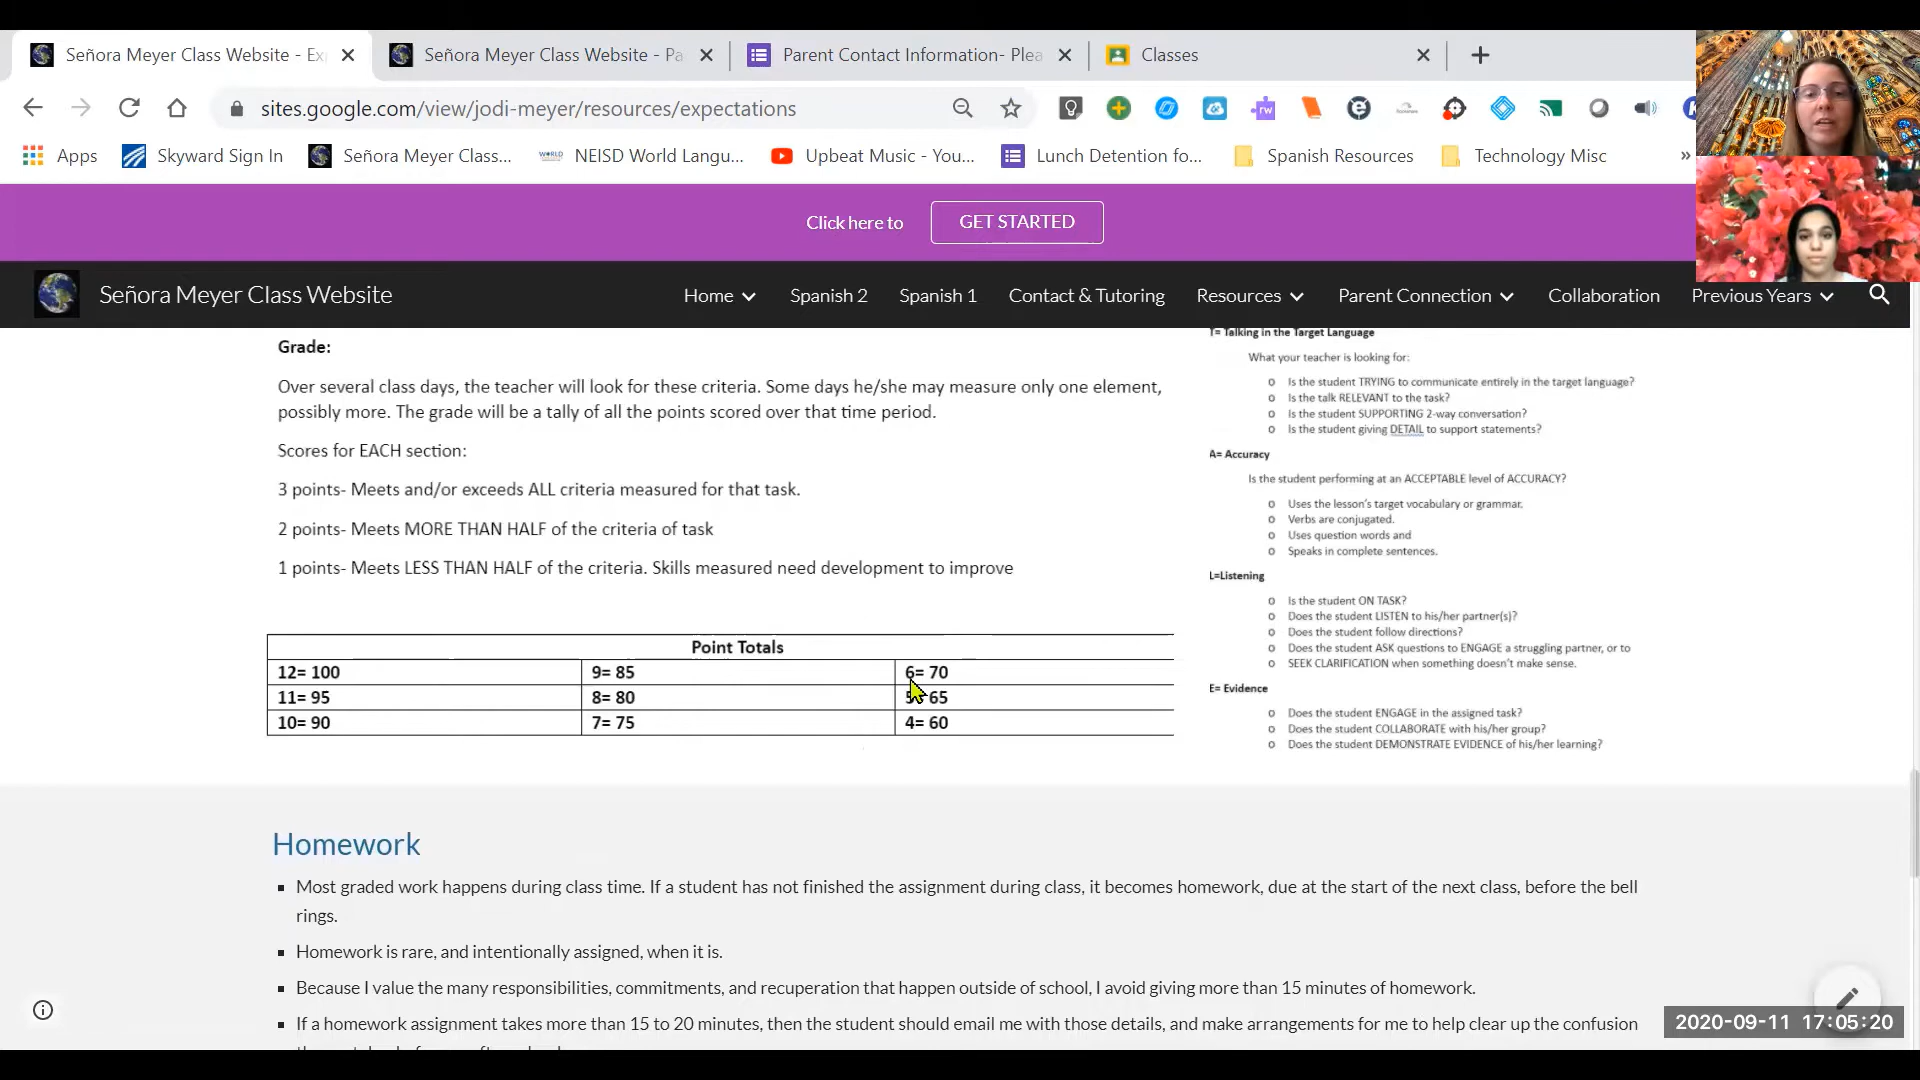 Señora Meyer Class Website - Ex
Señora Meyer Class Website - Pa
Parent Contact Information- Plea
Classes
sites.google.com/view/jodi-meyer/resources/expectations
Apps
Skyward Sign In
Señora Meyer Class...
NEISD World Langu...
Upbeat Music - You...
Lunch Detention fo...
Spanish Resources
Technology Misc
»
Click here to
GET STARTED
Señora Meyer Class Website
Home
Spanish 2
Spanish 1
Contact & Tutoring
Resources
Parent Connection
Collaboration
Previous Years
Grade:
Over several class days, the teacher will look for these criteria. Some days he/she may measure only one element,
possibly more. The grade will be a tally of all the points scored over that time period.
Scores for EACH section:
3 points- Meets and/or exceeds ALL criteria measured for that task.
2 points- Meets MORE THAN HALF of the criteria of task
1 points- Meets LESS THAN HALF of the criteria. Skills measured need development to improve
Point Totals
12= 100 9= 85 6= 70
11= 95 8= 80 5= 65
10= 90 7= 75 4= 60
T= Talking in the Target Language
What your teacher is looking for:
o Is the student TRYING to communicate entirely in the target language?
o Is the talk RELEVANT to the task?
o Is the student SUPPORTING 2-way conversation?
o Is the student giving DETAIL to support statements?
A= Accuracy
Is the student performing at an ACCEPTABLE level of ACCURACY?
o Uses the lesson's target vocabulary or grammar.
o Verbs are conjugated.
o Uses question words and
o Speaks in complete sentences.
L=Listening
o Is the student ON TASK?
o Does the student LISTEN to his/her partner(s)?
o Does the student follow directions?
o Does the student ASK questions to ENGAGE a struggling partner, or to
o SEEK CLARIFICATION when something doesn't make sense.
E= Evidence
o Does the student ENGAGE in the assigned task?
o Does the student COLLABORATE with his/her group?
o Does the student DEMONSTRATE EVIDENCE of his/her learning?
Homework
Most graded work happens during class time. If a student has not finished the assignment during class, it becomes homework, due at the start of the next class, before the bell
rings.
Homework is rare, and intentionally assigned, when it is.
Because I value the many responsibilities, commitments, and recuperation that happen outside of school, I avoid giving more than 15 minutes of homework.
If a homework assignment takes more than 15 to 20 minutes, then the student should email me with those details, and make arrangements for me to help clear up the confusion
2020-09-11 17:05:20